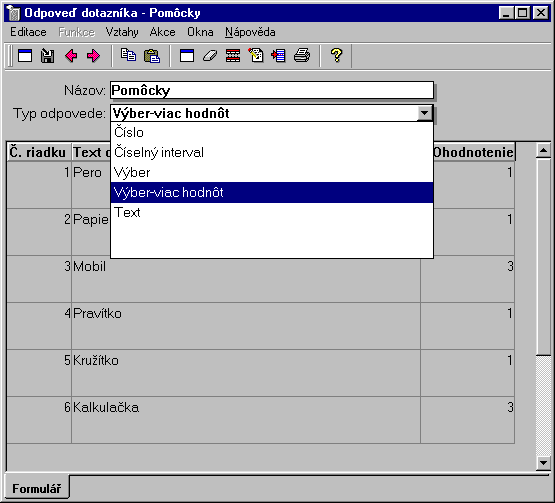 Odpoveď dotazníka - Pomôcky
Editace Funkce Vztahy Akce Okna Nápověda
Názov: Pomôcky
Typ odpovede: Výber-viac hodnôt
Číslo
Číselný interval
Výber
Výber-viac hodnôt
Text
Č. riadku Text Ohodnotenie
1 Pero 1
2 Papie 1
3 Mobil 3
4 Pravítko 1
5 Kružítko 1
6 Kalkulačka 3
Formulář